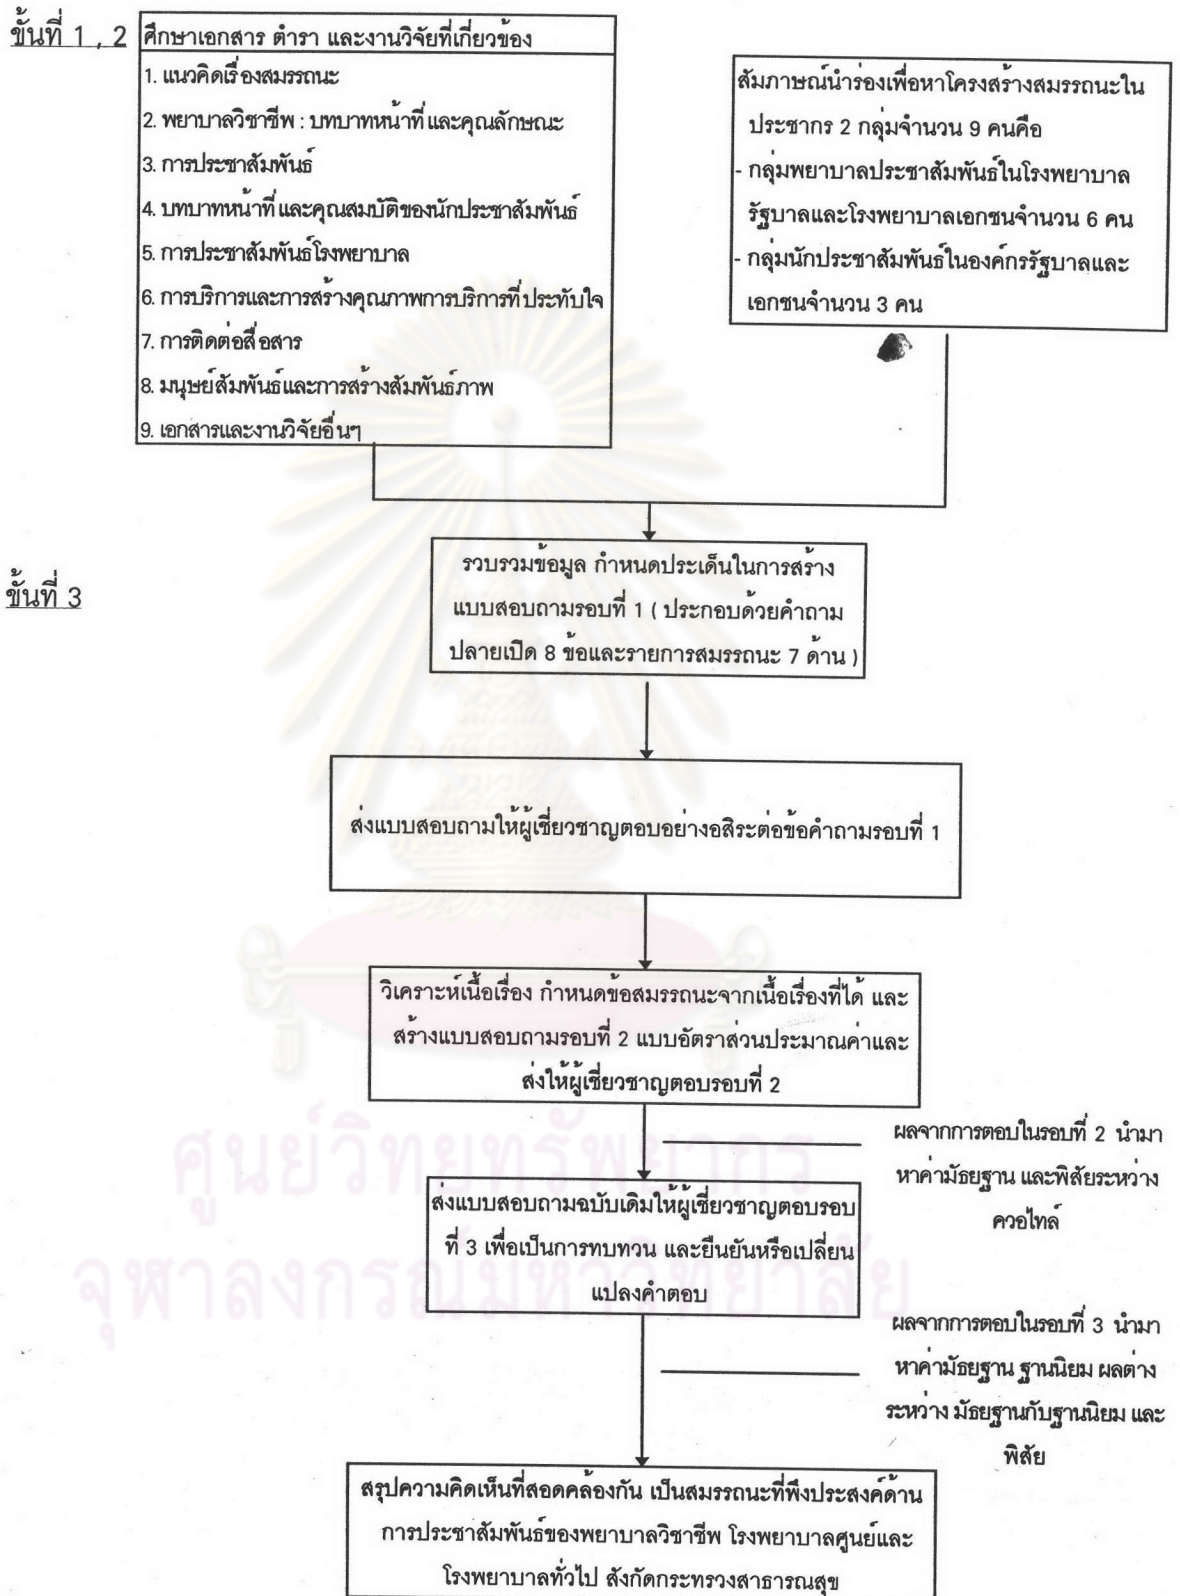 ขั้นที่ 1 , 2
ศึกษาเอกสาร ตำรา และงานวิจัยที่เกี่ยวข้อง
1. แนวคิดเรื่องสมรรถนะ
2. พยาบาลวิชาชีพ : บทบาทหน้าที่ และคุณลักษณะ
3. การประชาสัมพันธ์
4. บทบาทหน้าที่ และคุณสมบัติของนักประชาสัมพันธ์
5. การประชาสัมพันธ์โรงพยาบาล
6. การบริการและการสร้างคุณภาพการบริการที่ประทับใจ
7. การติดต่อสื่อสาร
8. มนุษย์สัมพันธ์และการสร้างสัมพันธ์ภาพ
9. เอกสารและงานวิจัยอื่นๆ
สัมภาษณ์นำร่องเพื่อหาโครงสร้างสมรรถนะใน
ประชากร 2 กลุ่มจำนวน 9 คนคือ
- กลุ่มพยาบาลประชาสัมพันธ์ในโรงพยาบาล
รัฐบาลและโรงพยาบาลเอกชนจำนวน 6 คน
- กลุ่มนักประชาสัมพันธ์ในองค์กรรัฐบาลและ
เอกชนจำนวน 3 คน
ขั้นที่ 3
รวบรวมข้อมูล กำหนดประเด็นในการสร้าง
แบบสอบถามรอบที่ 1 ( ประกอบด้วยคำถาม
ปลายเปิด 8 ข้อและรายการสมรรถนะ 7 ด้าน )
ส่งแบบสอบถามให้ผู้เชี่ยวชาญตอบอย่างอสิระต่อข้อคำถามรอบที่ 1
วิเคราะห์เนื้อเรื่อง กำหนดข้อสมรรถนะจากเนื้อเรื่องที่ได้ และ
สร้างแบบสอบถามรอบที่ 2 แบบอัตราส่วนประมาณค่าและ
ส่งให้ผู้เชี่ยวชาญตอบรอบที่ 2
ผลจากการตอบในรอบที่ 2 นำมา
หาค่ามัธยฐาน และพิสัยระหว่าง
ควอไทล์
ส่งแบบสอบถามฉบับเดิมให้ผู้เชี่ยวชาญตอบรอบ
ที่ 3 เพื่อเป็นการทบทวน และยืนยันหรือเปลี่ยน
แปลงคำตอบ
ผลจากการตอบในรอบที่ 3 นำมา
หาค่ามัธยฐาน ฐานนิยม ผลต่าง
ระหว่าง มัธยฐานกับฐานนิยม และ
พิสัย
สรุปความคิดเห็นที่สอดคล้องกัน เป็นสมรรถนะที่พึงประสงค์ด้าน
การประชาสัมพันธ์ของพยาบาลวิชาชีพ โรงพยาบาลศูนย์และ
โรงพยาบาลทั่วไป สังกัดกระทรวงสาธารณสุข
ศูนย์วิทยทรัพยากร
จุฬาลงกรณ์มหาวิทยาลัย